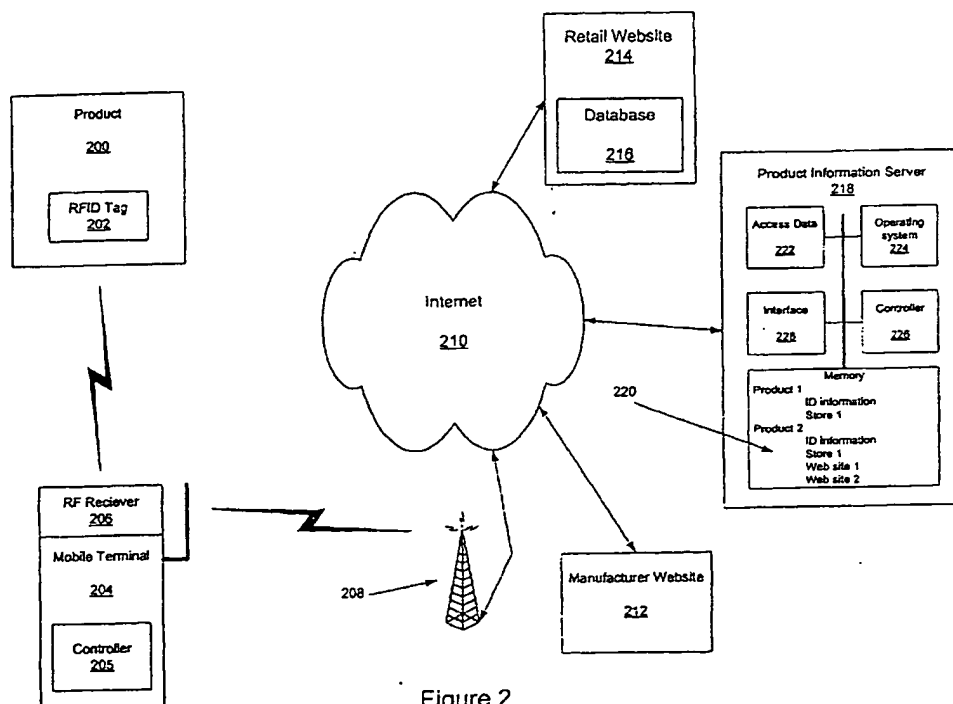 Product
200
RFID Tag
202
RF Reciever
206
Mobile Terminal
204
Controller
205
208
Internet
210
Retail Website
214
Database
216
Product Information Server
218
Access Data
222
Operating
system
224
Interface
228
Controller
226
Memory
Product 1
ID information
Store 1
Product 2
ID information
Store 1
Web site 1
Web site 2
220
Manufacturer Website
212
Figure 2